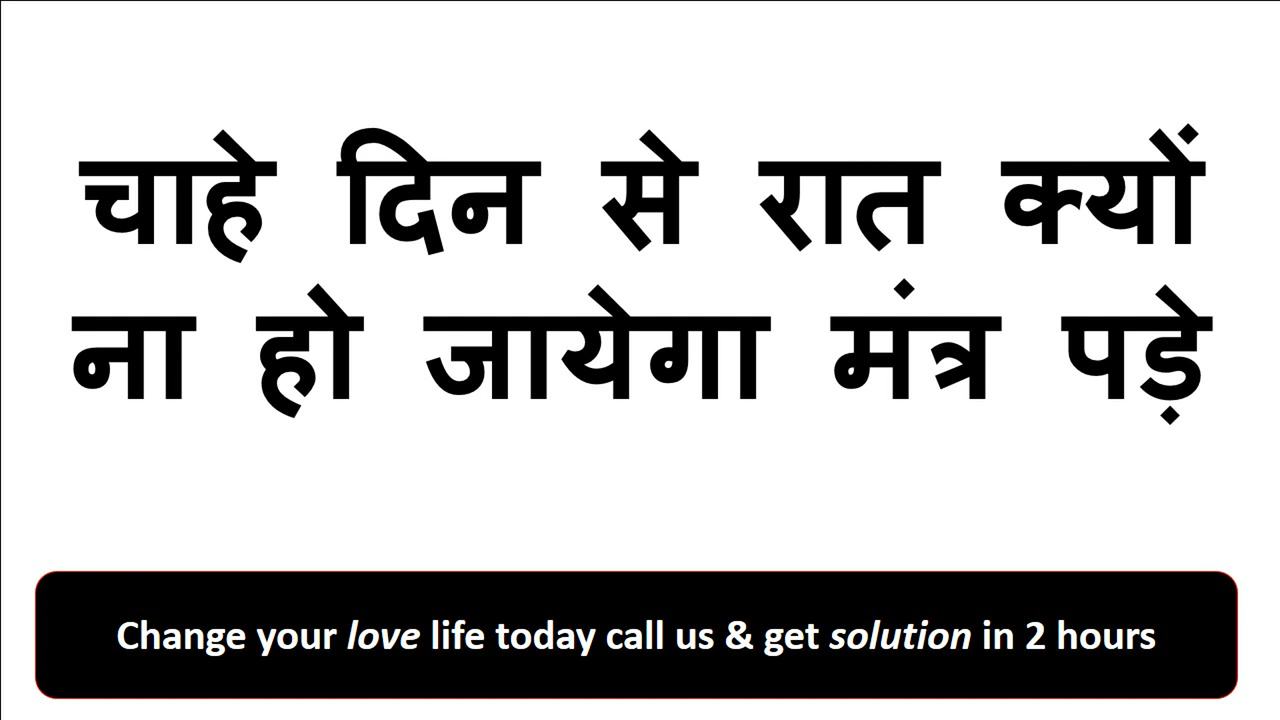 चाहे दिन से रात क्यों
ना हो जायेगा मंत्र पड़े
Change your love life today call us & get solution in 2 hours